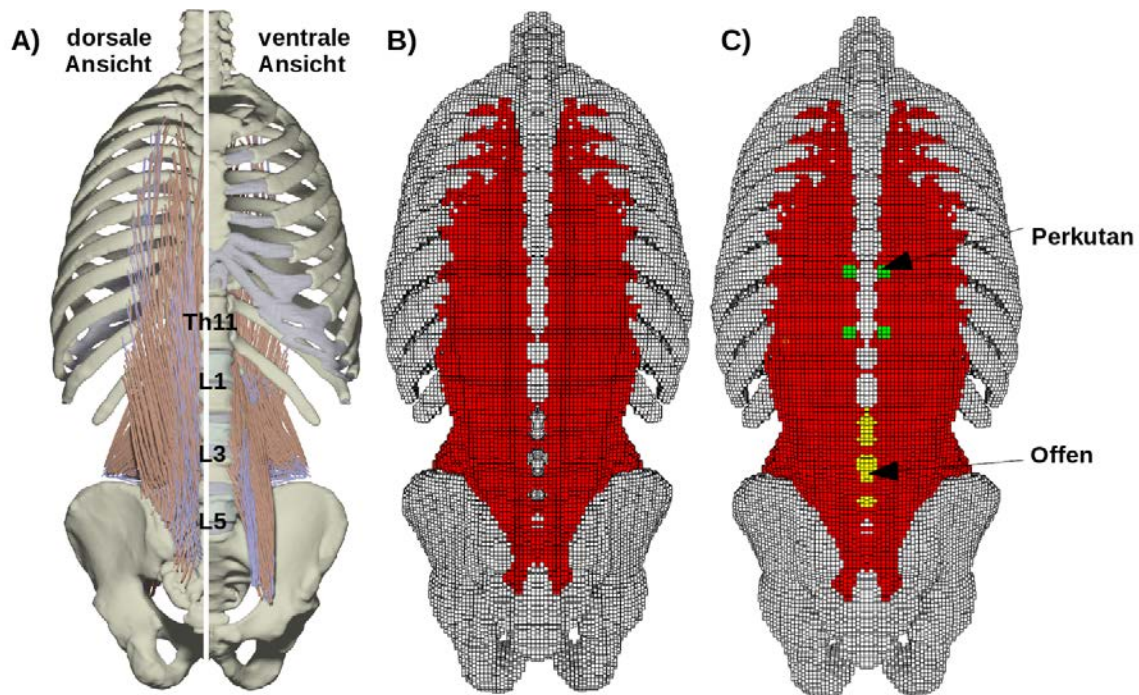 A)
dorsale
Ansicht
ventrale
Ansicht
Th11
L1
L3
L5
B)
C)
Perkutan
Offen